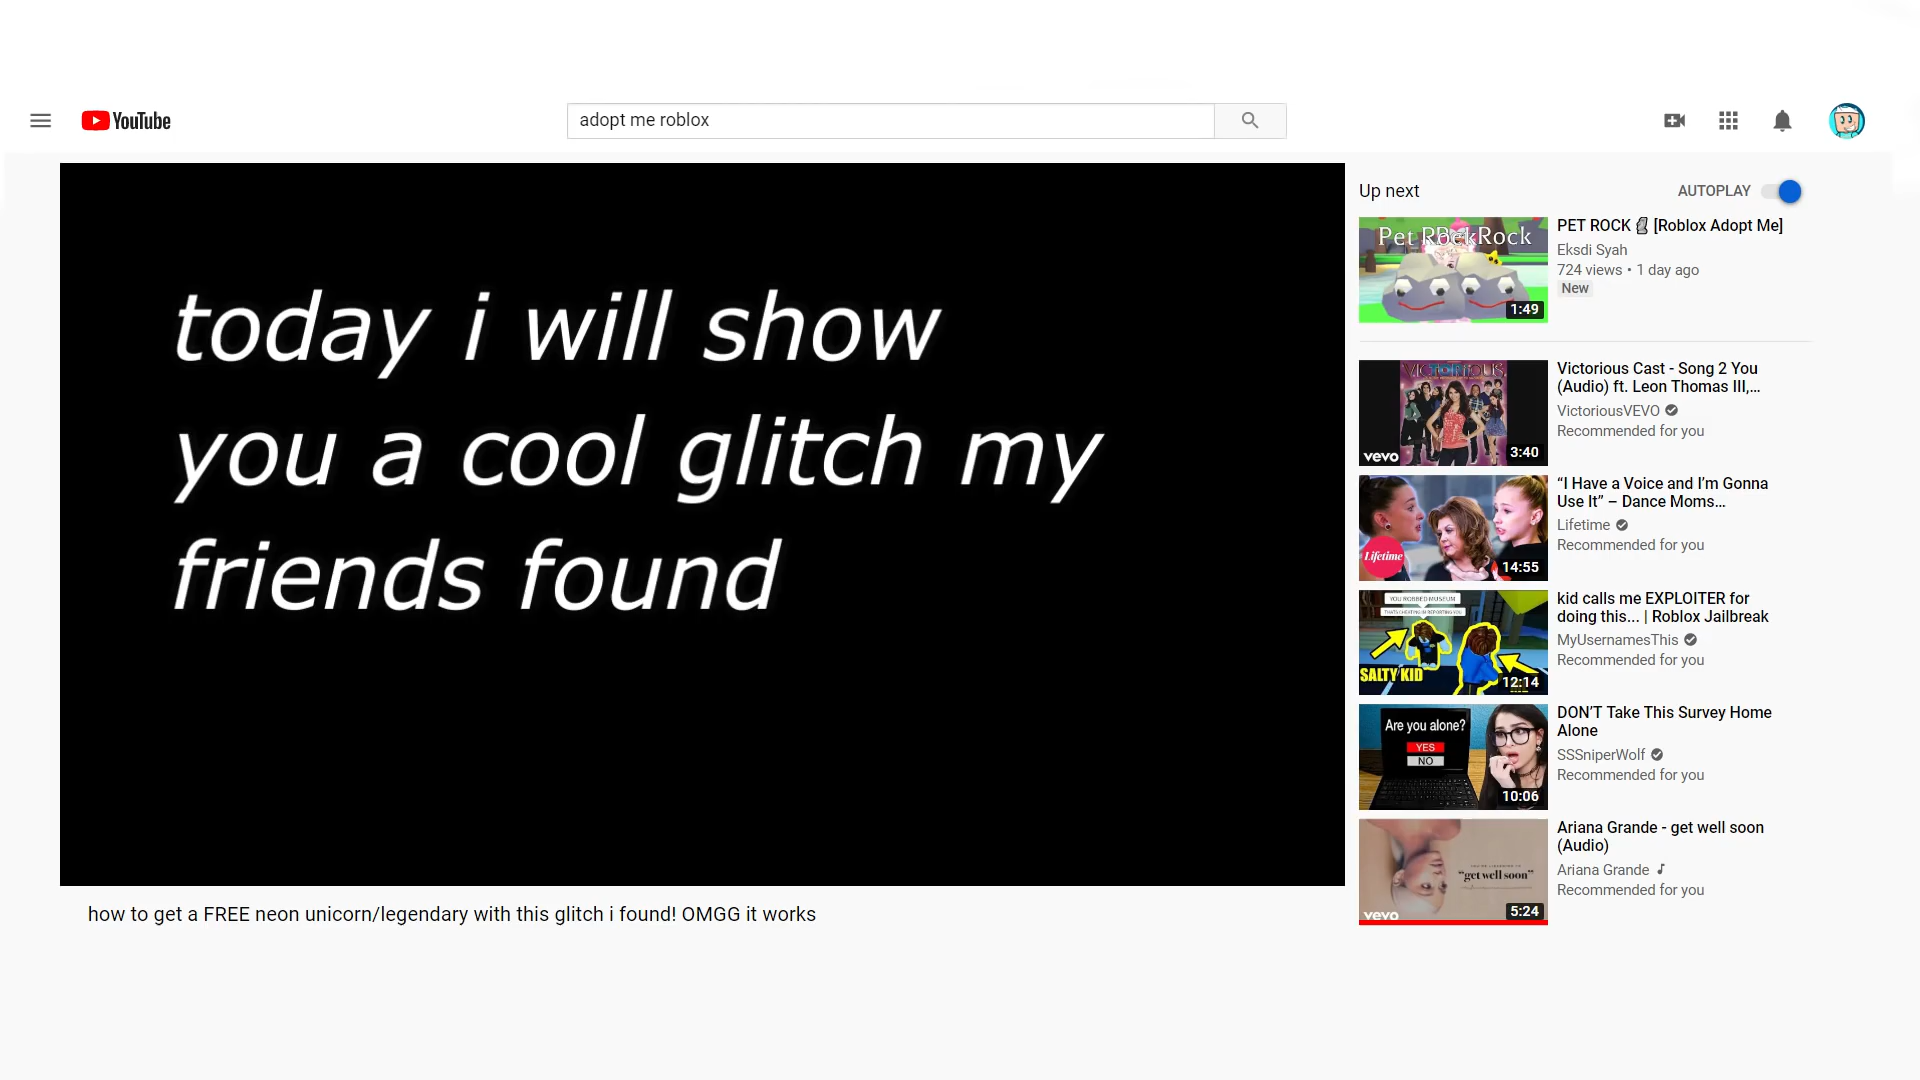 YouTube
adopt me roblox
today i will show
you a cool glitch my
friends found
how to get a FREE neon unicorn/legendary with this glitch i found! OMGG it works
Up next
AUTOPLAY
1:49
PET ROCK [Roblox Adopt Me]
Eksdi Syah
724 views • 1 day ago
New
VICTORIOUS
vevo
3:40
Victorious Cast - Song 2 You
(Audio) ft. Leon Thomas III,...
VictoriousVEVO
Recommended for you
Lifetime
14:55
“I Have a Voice and I’m Gonna
Use It” – Dance Moms...
Lifetime
Recommended for you
YOU ROBBED MUSEUM
SALTY KID
12:14
kid calls me EXPLOITER for
doing this... | Roblox Jailbreak
MyUsernamesThis
Recommended for you
Are you alone?
YES
NO
10:06
DON’T Take This Survey Home
Alone
SSSniperWolf
Recommended for you
“get well soon”
vevo
5:24
Ariana Grande - get well soon
(Audio)
Ariana Grande
Recommended for you